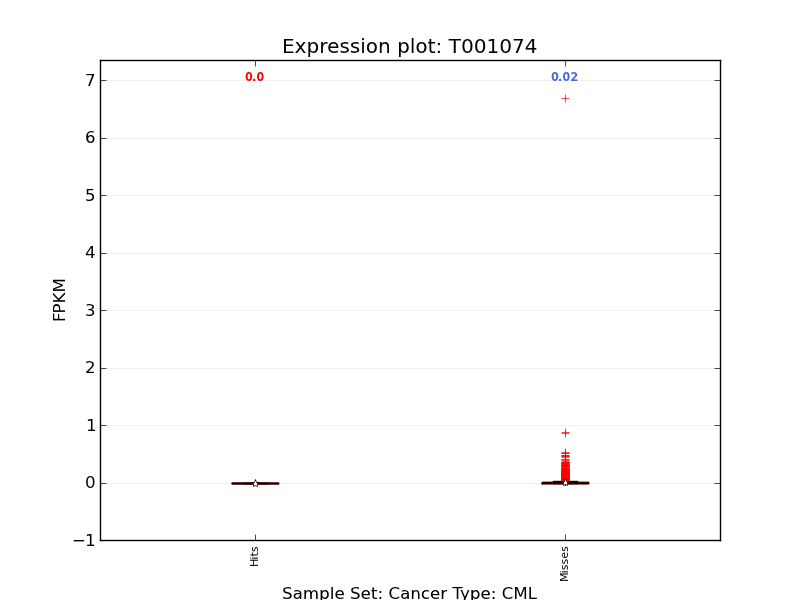 Expression plot: T001074
0.0
0.02
7
6
5
4
3
2
1
0
−1
FPKM
Hits
Misses
Sample Set: Cancer Type: CML